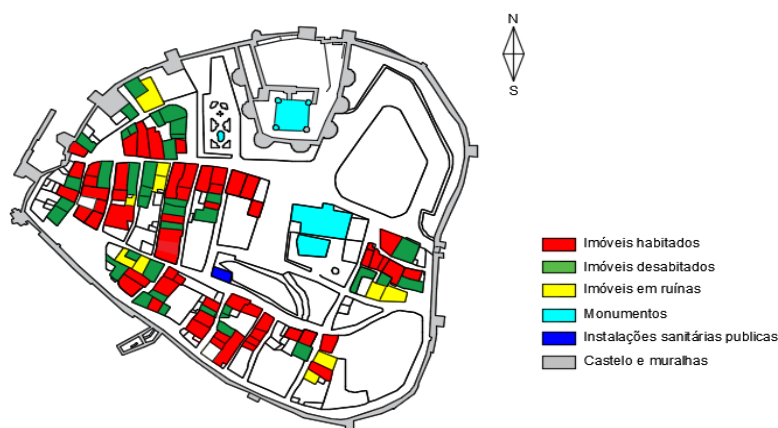 N
S
Imóveis habitados
Imóveis desabitados
Imóveis em ruínas
Monumentos
Instalações sanitárias publicas
Castelo e muralhas